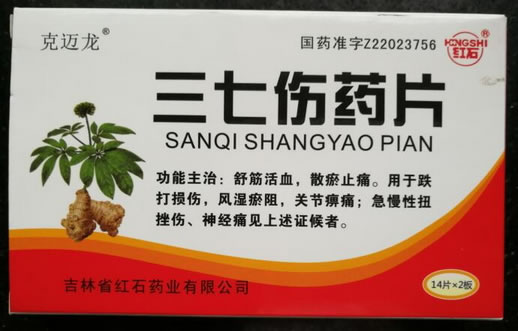 克迈龙®
国药准字Z22023756
HONGSHI ®
红石
三七伤药片
SANQI SHANGYAO PIAN
功能主治：舒筋活血，散瘀止痛。用于跌
打损伤，风湿瘀阻，关节痹痛；急慢性扭
挫伤、神经痛见上述证候者。
吉林省红石药业有限公司
14片×2板